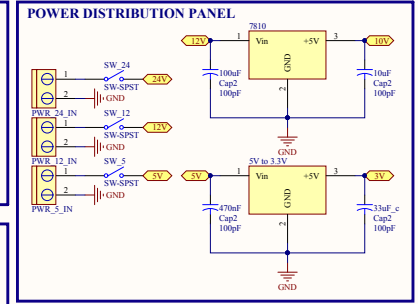 POWER DISTRIBUTION PANEL
7810
12V
1
Vin
+5V
3
10V
GND
2
100uF
Cap2
100pF
10uF
Cap2
100pF
GND
SW_24
1
24V
SW-SPST
2
GND
PWR_24_IN
SW_12
1
12V
SW-SPST
2
GND
PWR_12_IN
SW_5
1
5V
SW-SPST
2
GND
PWR_5_IN
5V to 3.3V
5V
1
Vin
+5V
3
3V
GND
2
470nF
Cap2
100pF
33uF_c
Cap2
100pF
GND